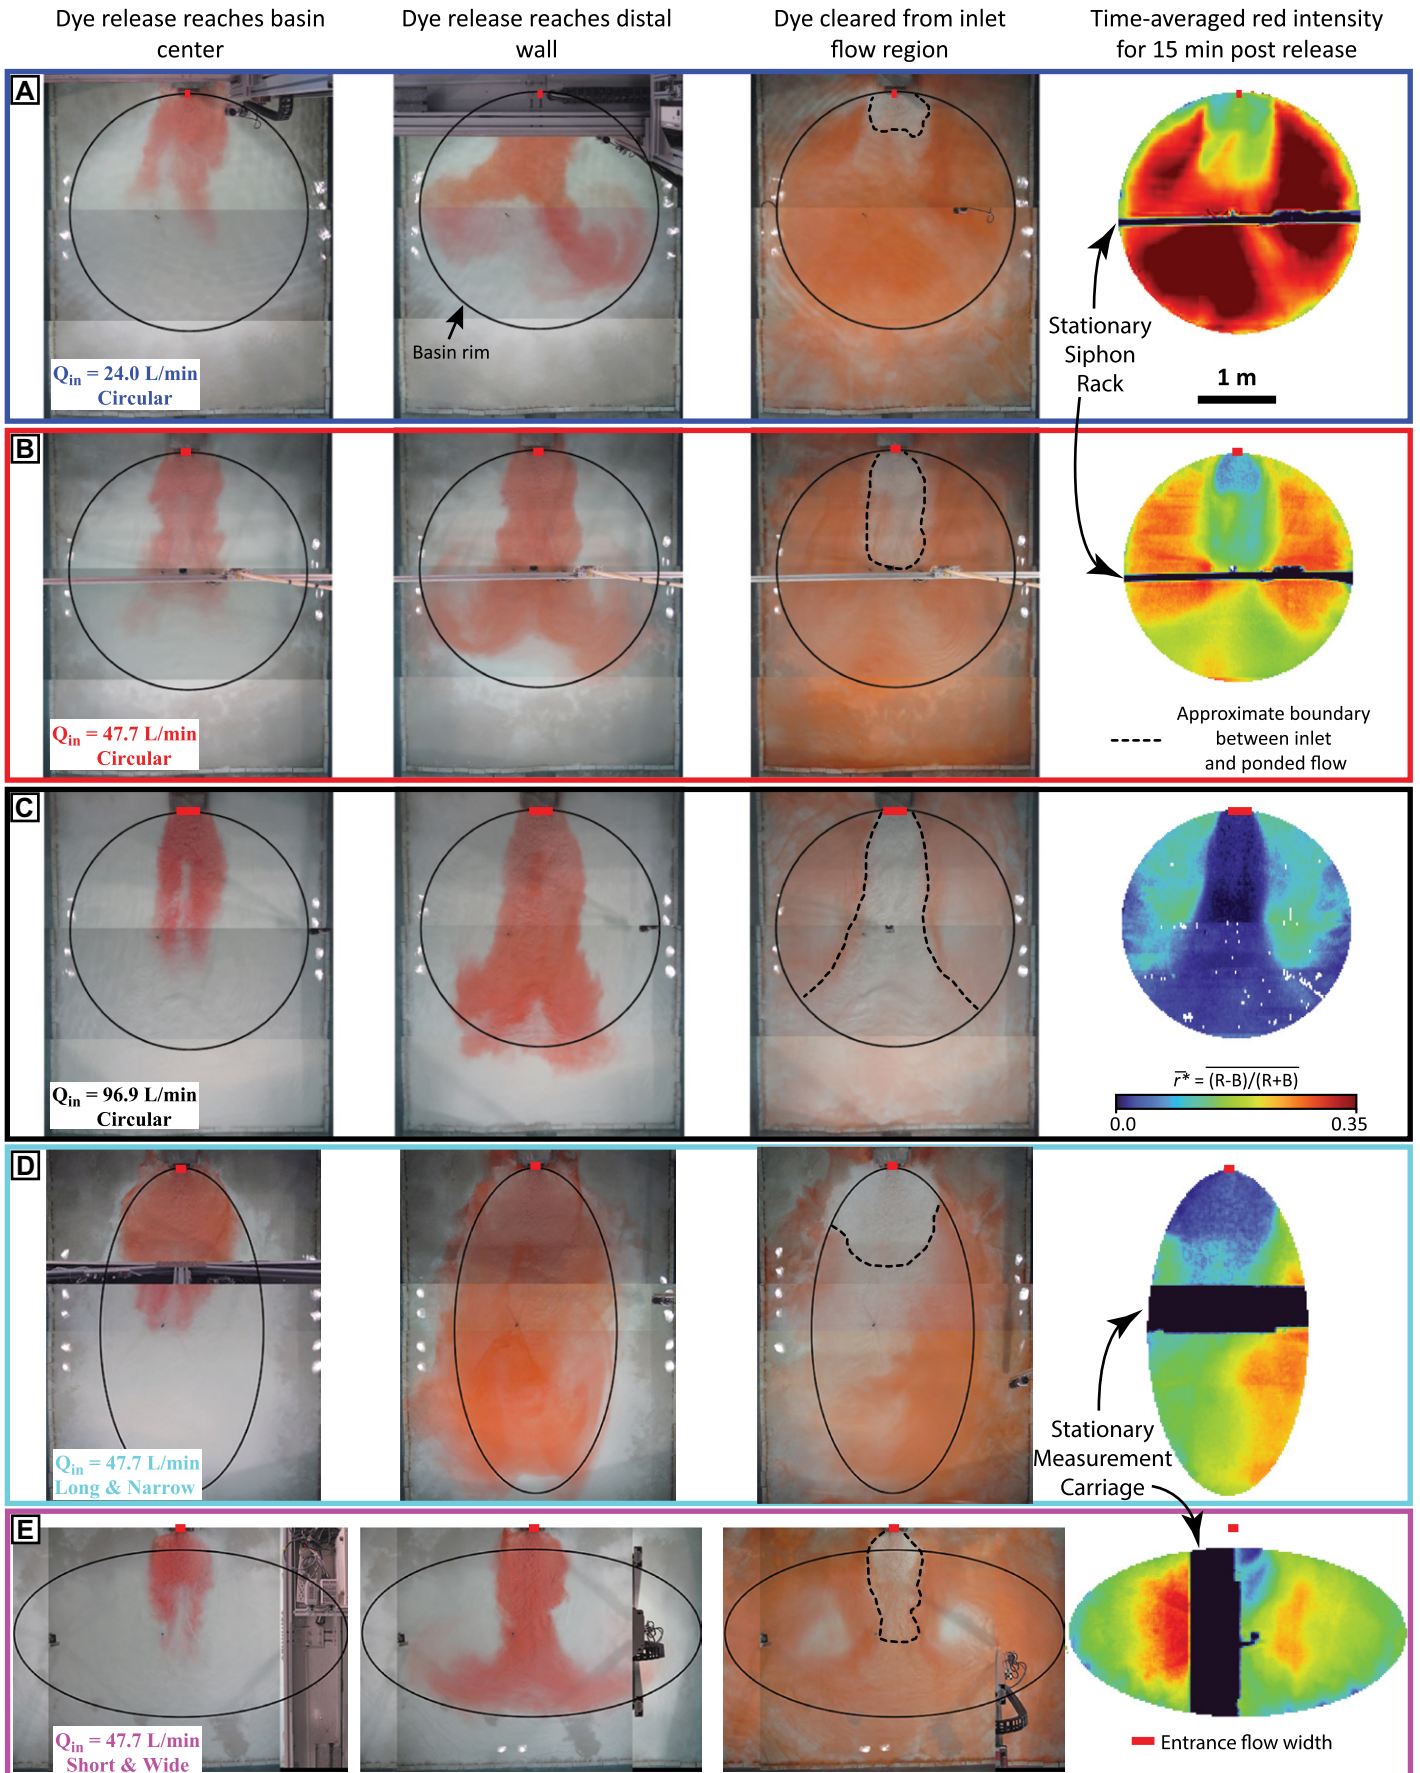 Dye release reaches basin
center
Dye release reaches distal
wall
Dye cleared from inlet
flow region
Time-averaged red intensity
for 15 min post release
A
Basin rim
Qin = 24.0 L/min
Circular
Stationary
Siphon
Rack
1 m
B
Qin = 47.7 L/min
Circular
Approximate boundary
between inlet
and ponded flow
C
Qin = 96.9 L/min
Circular
r* = (R-B)/(R+B)
0.0
0.35
D
Qin = 47.7 L/min
Long & Narrow
Stationary
Measurement
Carriage
E
Qin = 47.7 L/min
Short & Wide
Entrance flow width